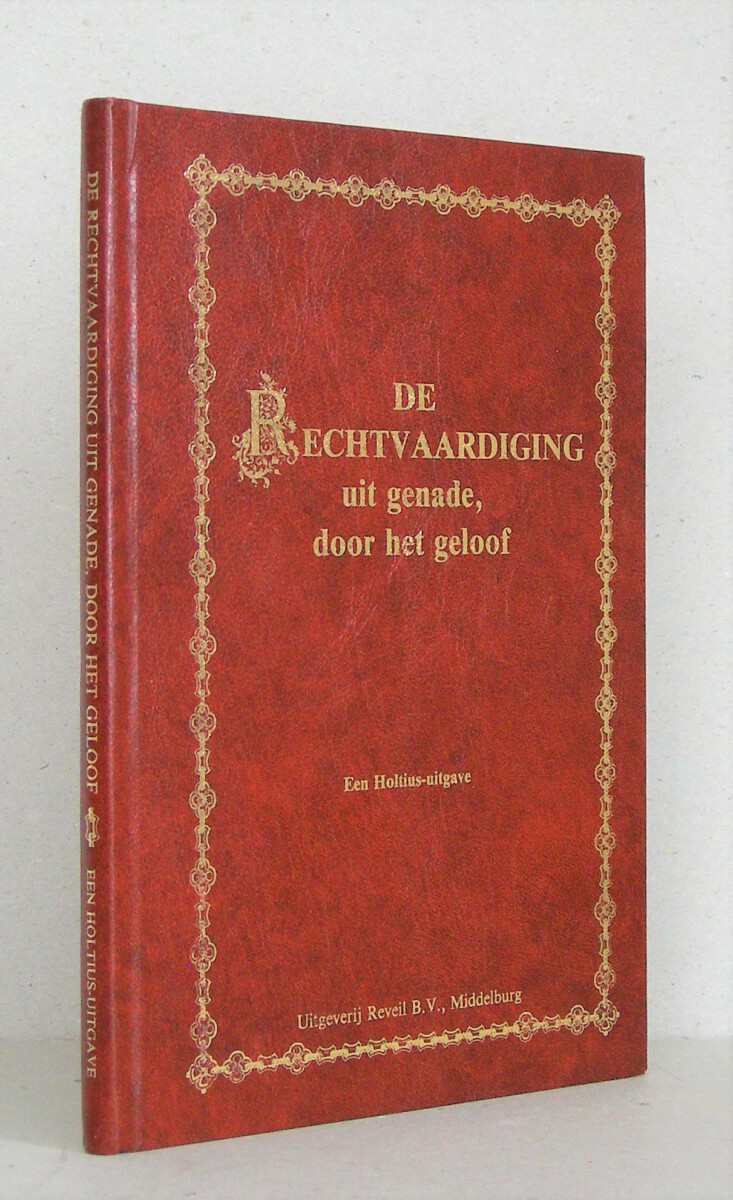 DE RECHTVAARDIGING UIT GENADE, DOOR HET GELOOF EEN HOLTIUS-UITGAVE
DE
RECHTVAARDIGING
uit genade,
door het geloof
Een Holtius-uitgave
Uitgeverij Reveil B.V., Middelburg